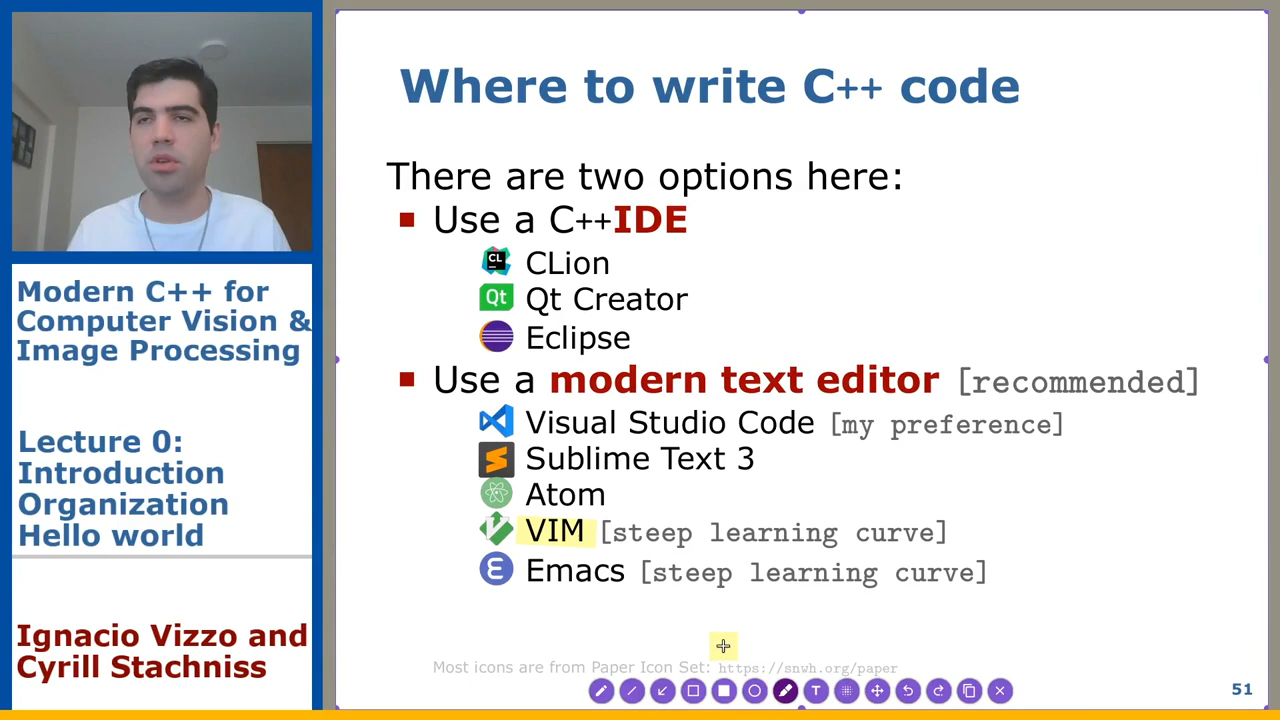 Modern C++ for
Computer Vision &
Image Processing
Lecture 0:
Introduction
Organization
Hello world
Ignacio Vizzo and
Cyrill Stachniss
Where to write C++ code
There are two options here:
Use a C++IDE
CL CLion
Qt Qt Creator
Eclipse
Use a modern text editor [recommended]
Visual Studio Code [my preference]
Sublime Text 3
Atom
VIM [steep learning curve]
Emacs [steep learning curve]
Most icons are from Paper Icon Set: https://snwh.org/paper
T
51